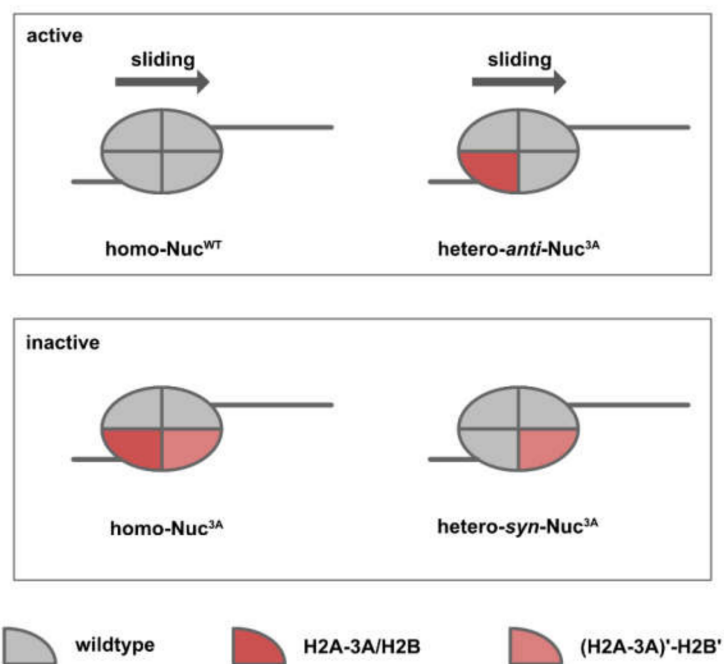 active
sliding
sliding
homo-Nuc^WT
hetero-anti-Nuc^3A
inactive
homo-Nuc^3A
hetero-syn-Nuc^3A
wildtype
H2A-3A/H2B
(H2A-3A)'-H2B'